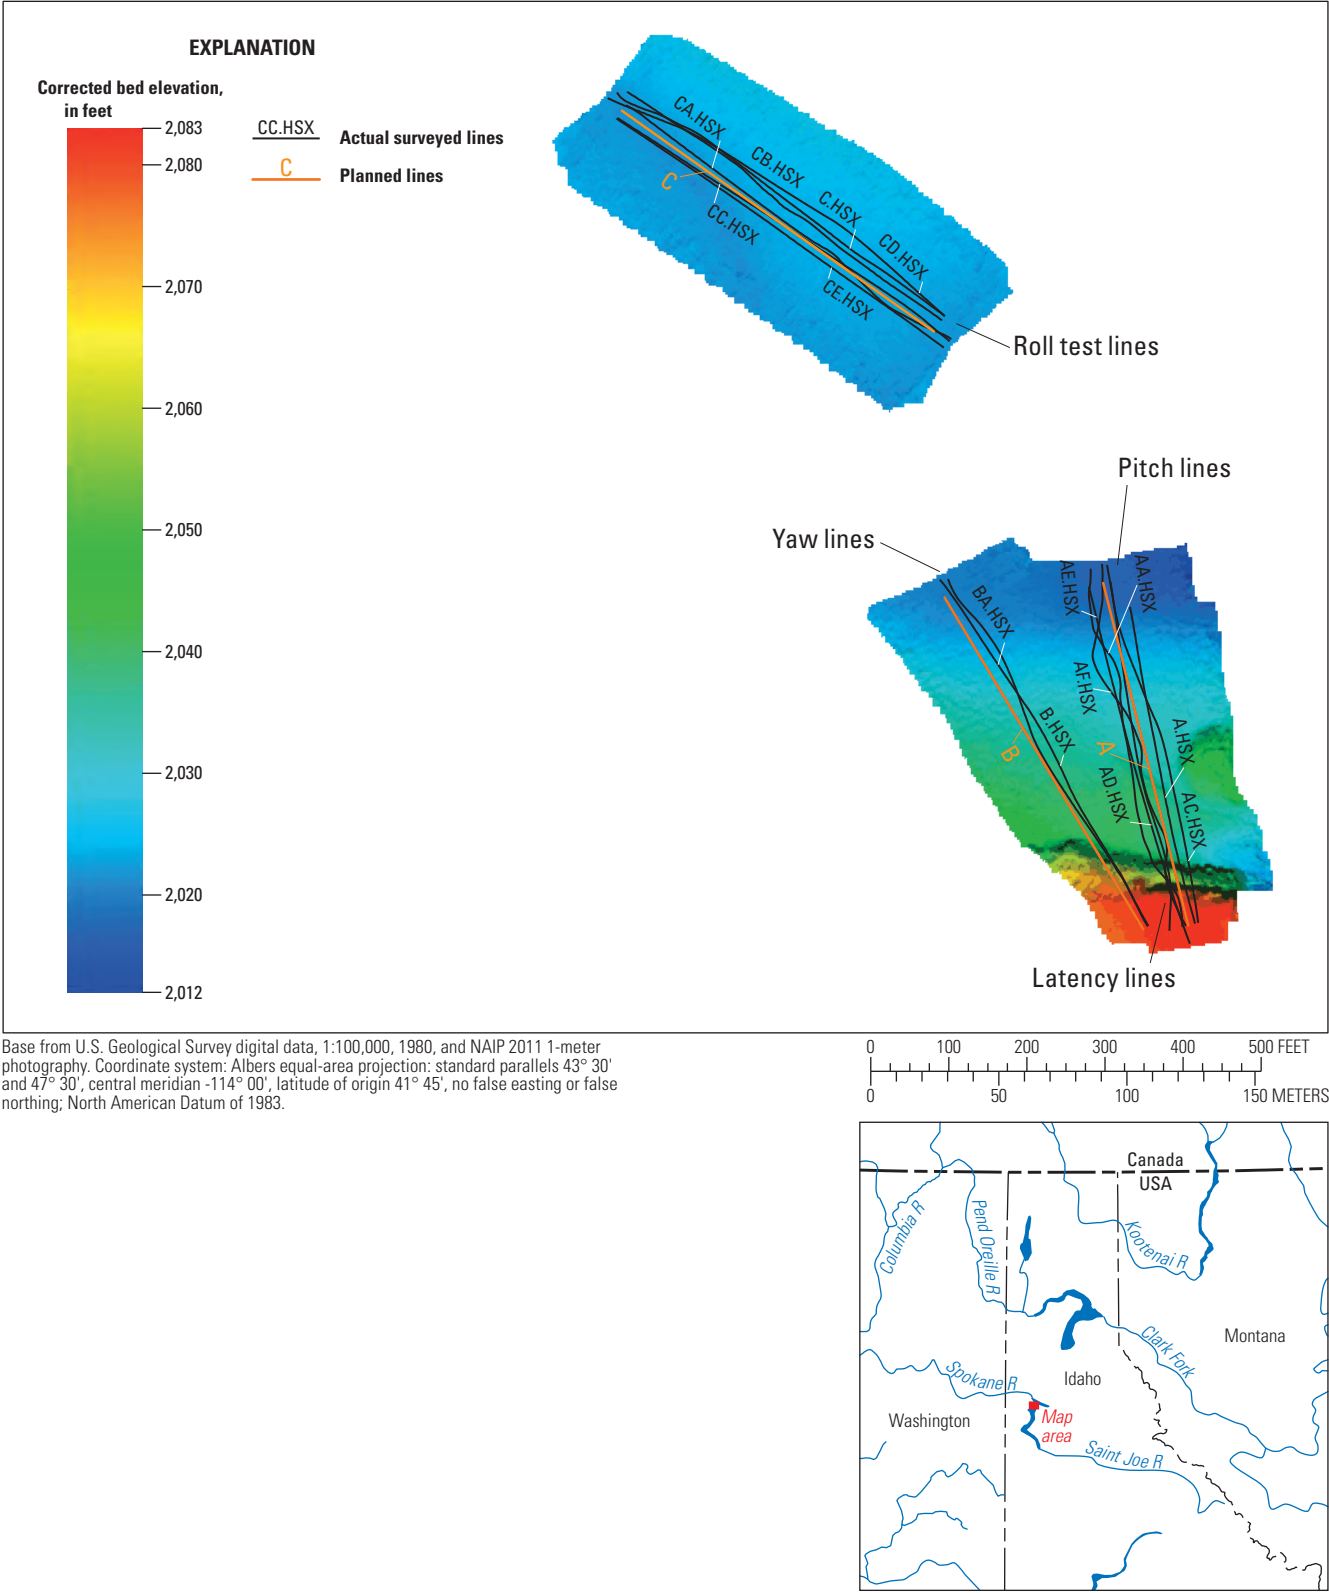 EXPLANATION
Corrected bed elevation,
in feet
2,083
2,080
2,070
2,060
2,050
2,040
2,030
2,020
2,012
CC.HSX
Actual surveyed lines
C
Planned lines
CA.HSX
CB.HSX
C.HSX
CD.HSX
C
CC.HSX
CE.HSX
Roll test lines
Pitch lines
Yaw lines
AE.HSX
AA.HSX
BA.HSX
AF.HSX
B.HSX
B
A
A.HSX
AD.HSX
AC.HSX
Latency lines
Base from U.S. Geological Survey digital data, 1:100,000, 1980, and NAIP 2011 1-meter
photography. Coordinate system: Albers equal-area projection: standard parallels 43° 30'
and 47° 30', central meridian -114° 00', latitude of origin 41° 45', no false easting or false
northing; North American Datum of 1983.
0 100 200 300 400 500 FEET
0 50 100 150 METERS
Canada
USA
Columbia R
Pend Oreille R
Kootenai R
Clark Fork
Montana
Spokane R
Idaho
Washington
Map
area
Saint Joe R